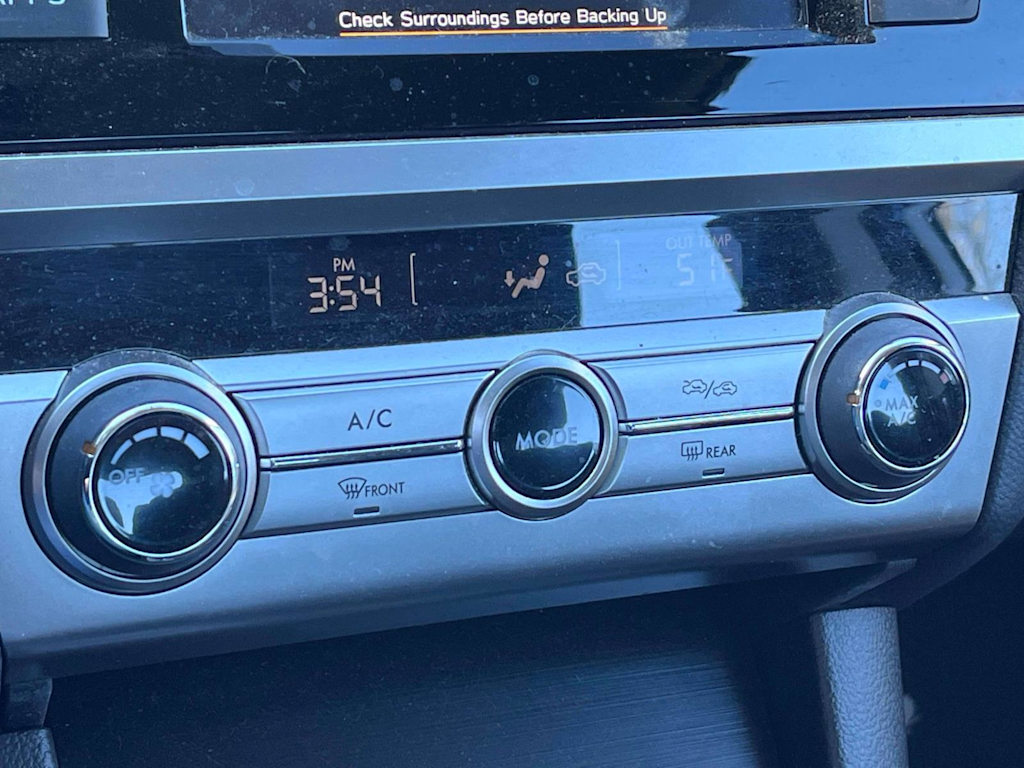 Check Surroundings Before Backing Up
PM
3:54
OUT TEMP
51F
A/C
MODE
MAX
A/C
OFF
FRONT
REAR